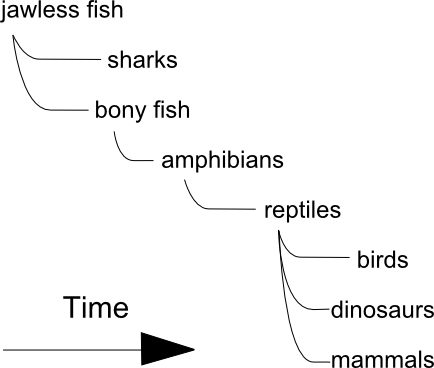 jawless fish
sharks
bony fish
amphibians
reptiles
birds
dinosaurs
mammals
Time